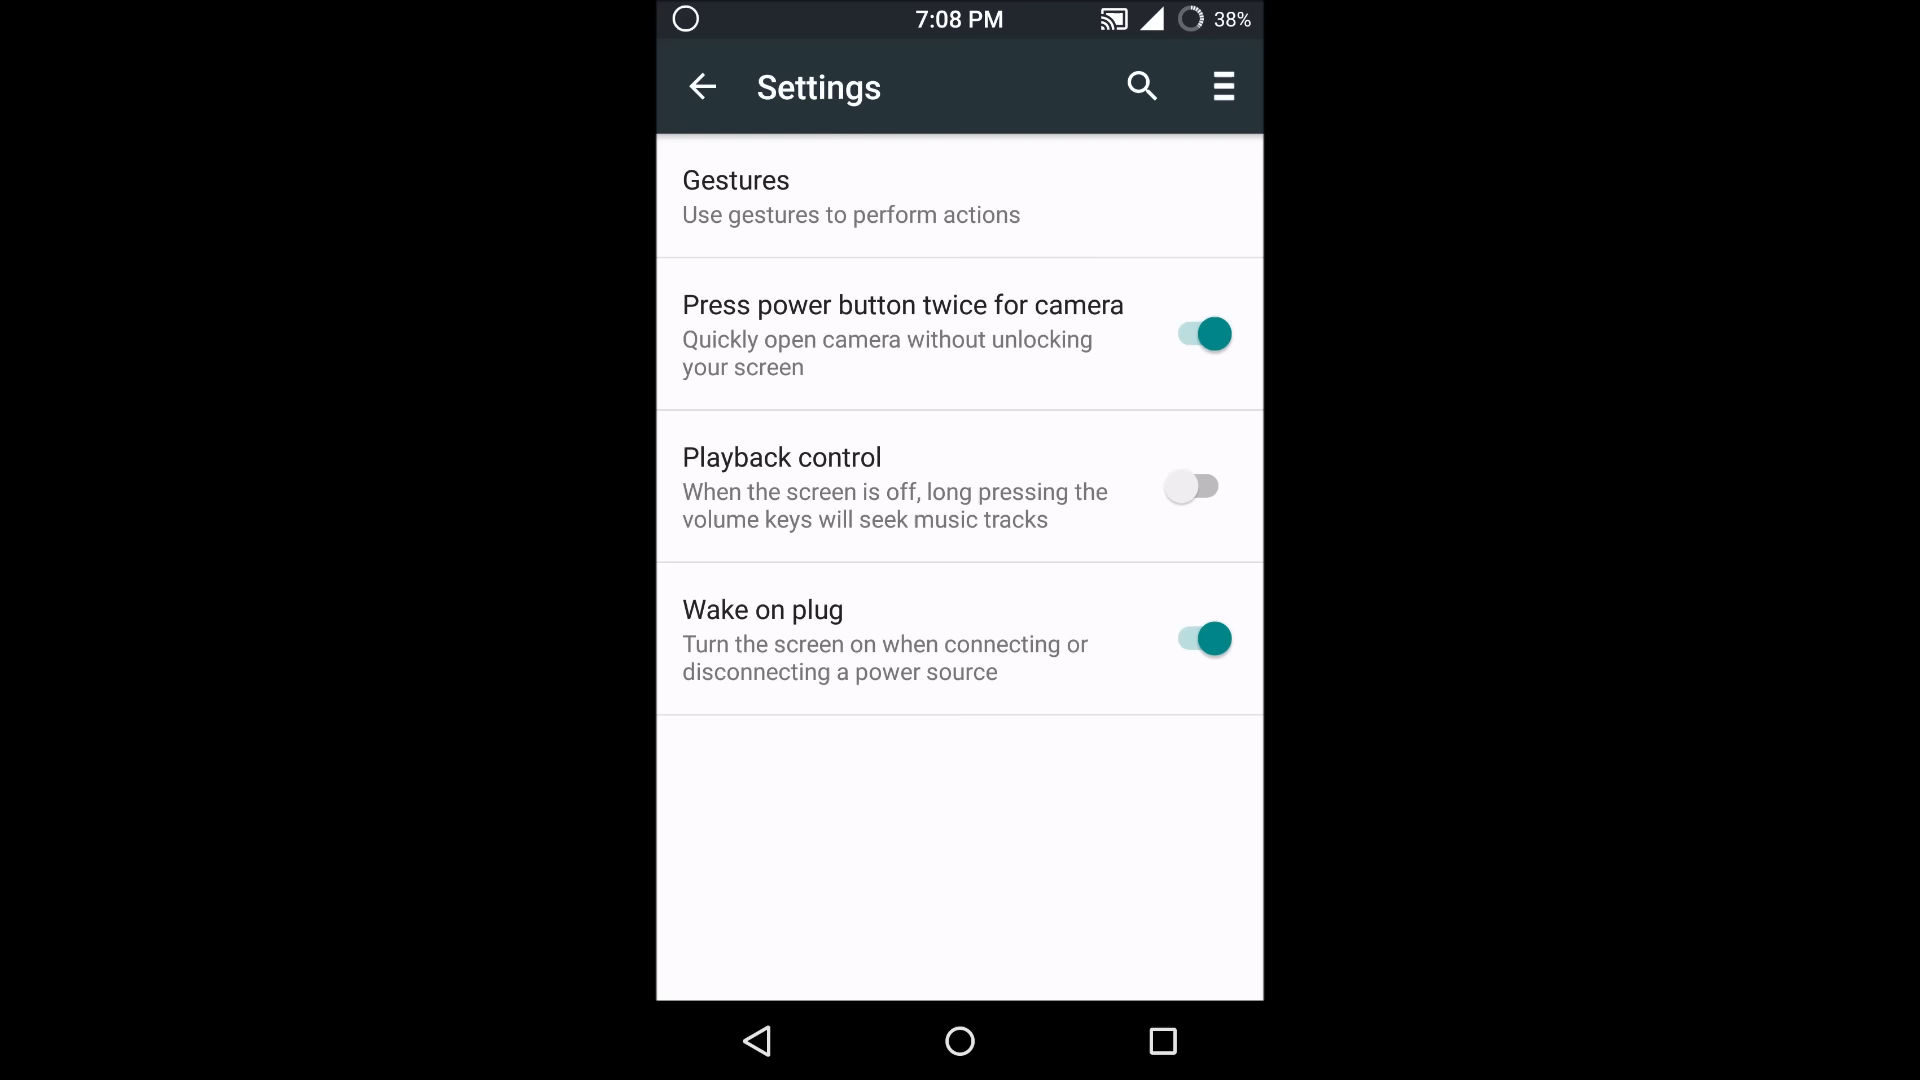 7:08 PM 38%
Settings
Gestures
Use gestures to perform actions
Press power button twice for camera
Quickly open camera without unlocking
your screen
Playback control
When the screen is off, long pressing the
volume keys will seek music tracks
Wake on plug
Turn the screen on when connecting or
disconnecting a power source